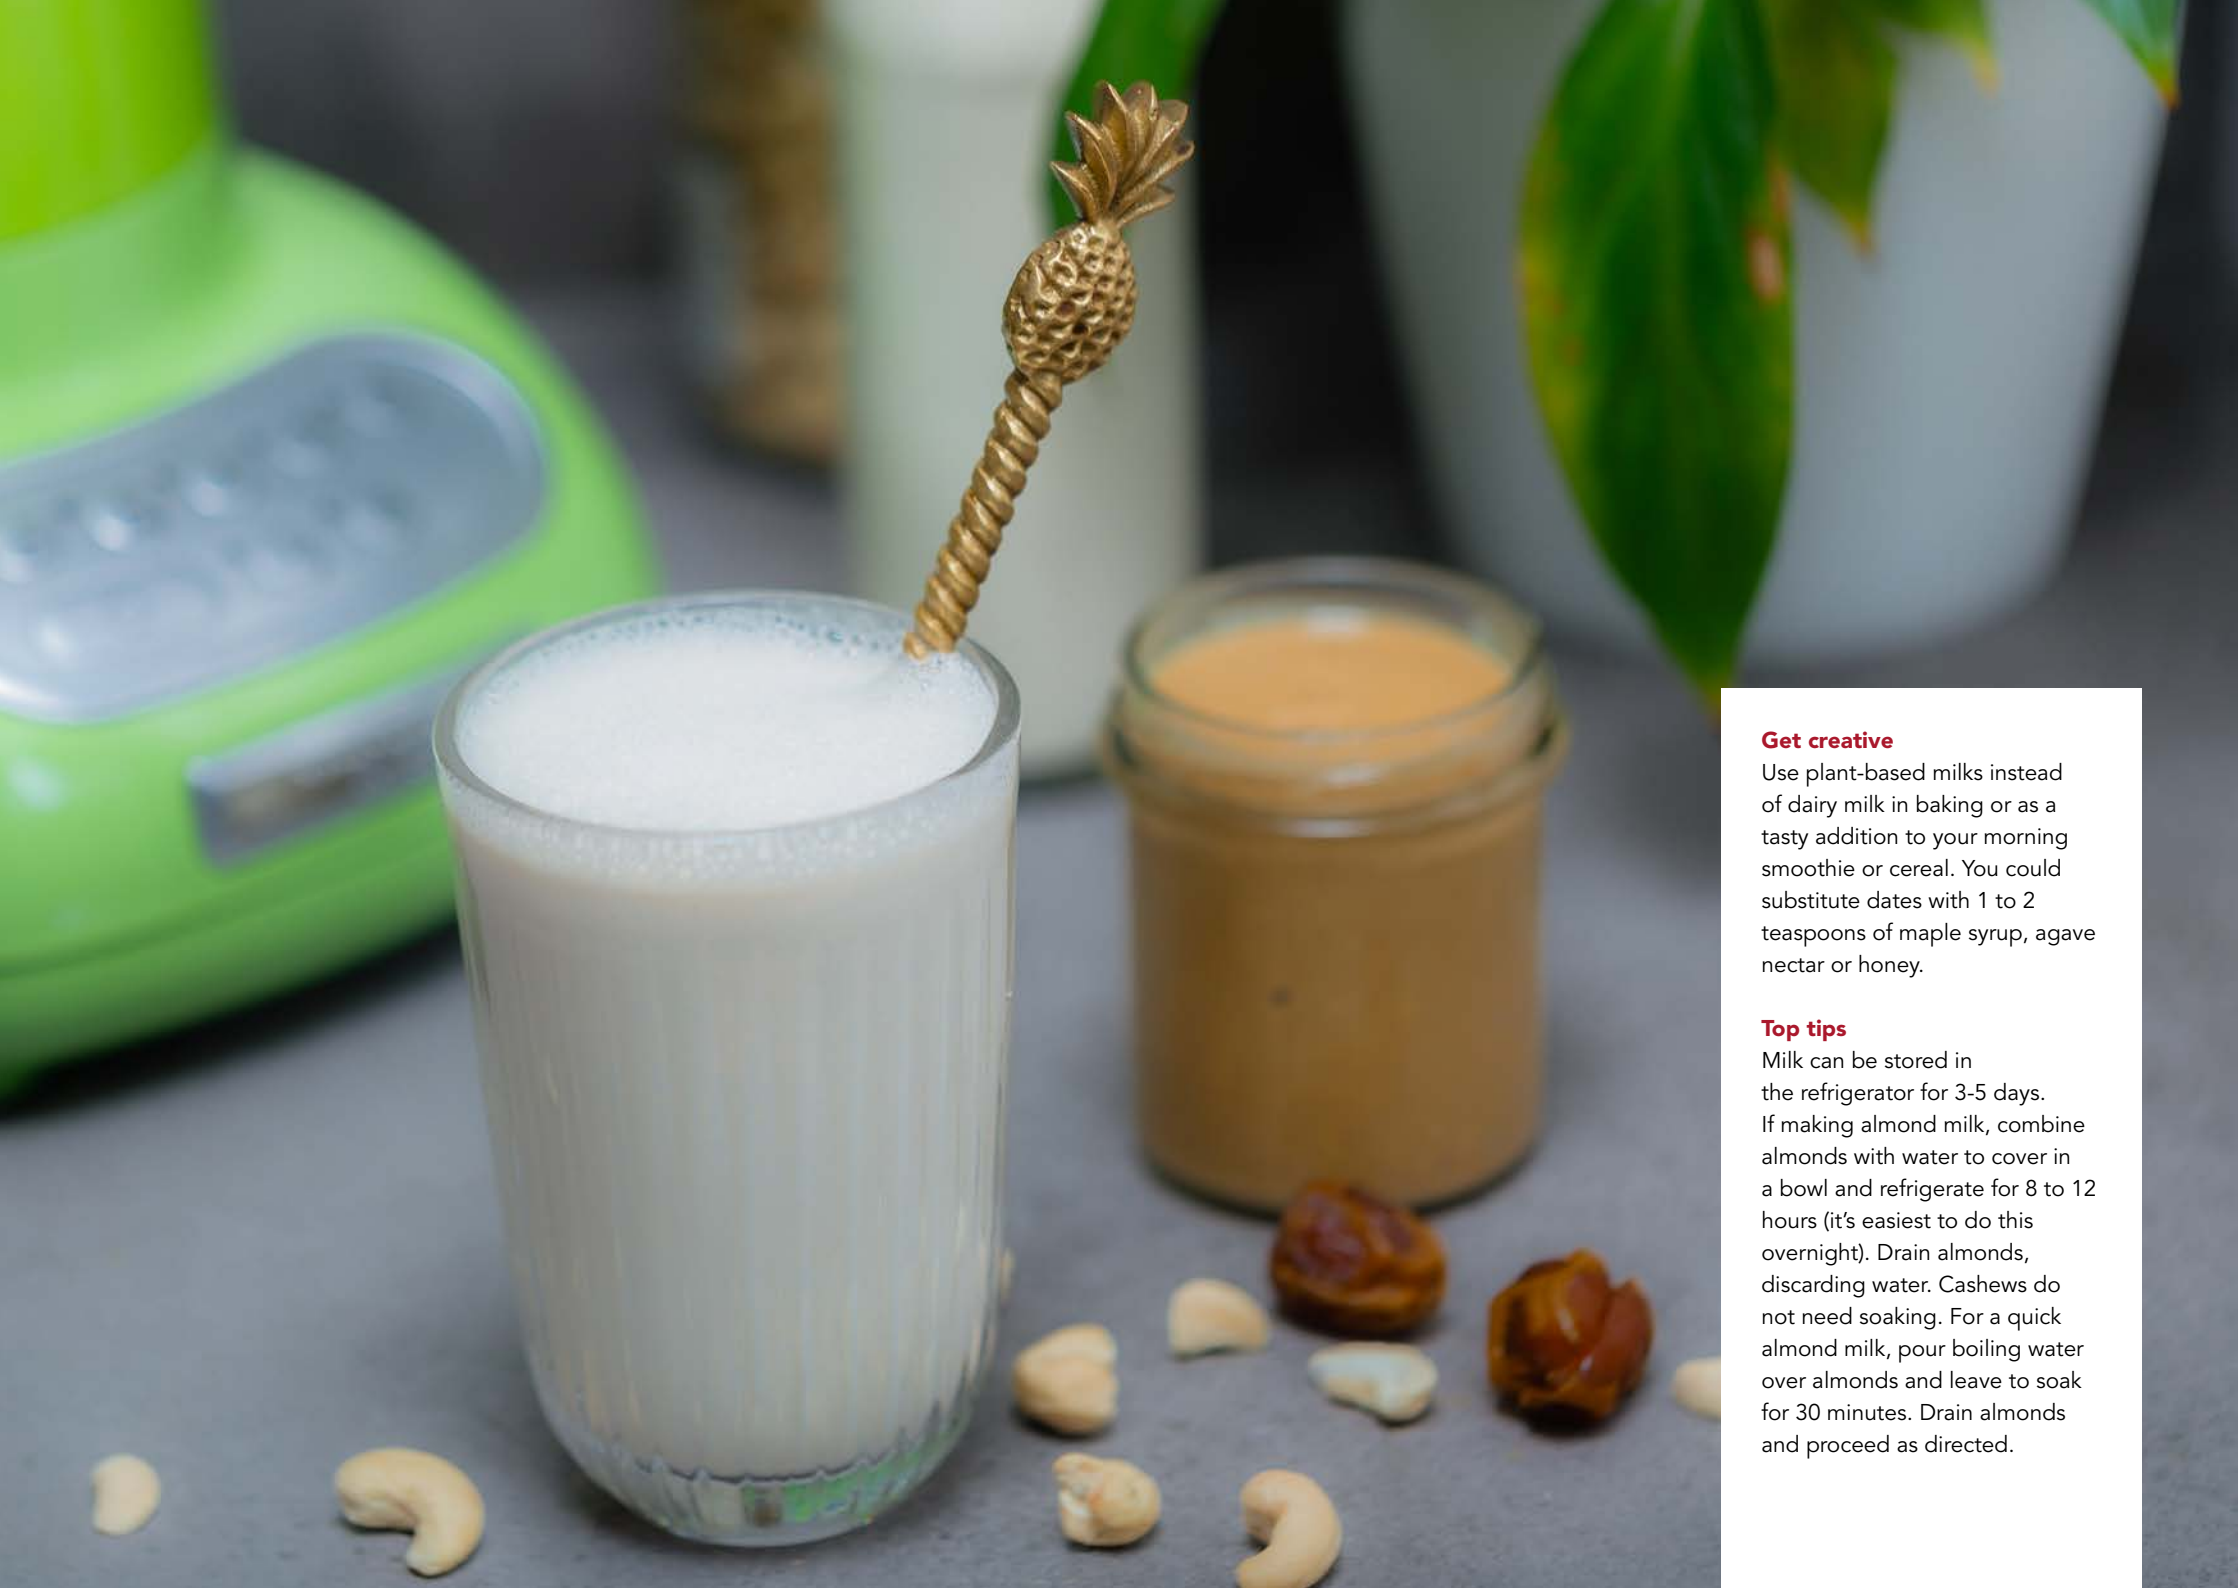 Get creative
Use plant-based milks instead
of dairy milk in baking or as a
tasty addition to your morning
smoothie or cereal. You could
substitute dates with 1 to 2
teaspoons of maple syrup, agave
nectar or honey.
Top tips
Milk can be stored in
the refrigerator for 3-5 days.
If making almond milk, combine
almonds with water to cover in
a bowl and refrigerate for 8 to 12
hours (it’s easiest to do this
overnight). Drain almonds,
discarding water. Cashews do
not need soaking. For a quick
almond milk, pour boiling water
over almonds and leave to soak
for 30 minutes. Drain almonds
and proceed as directed.